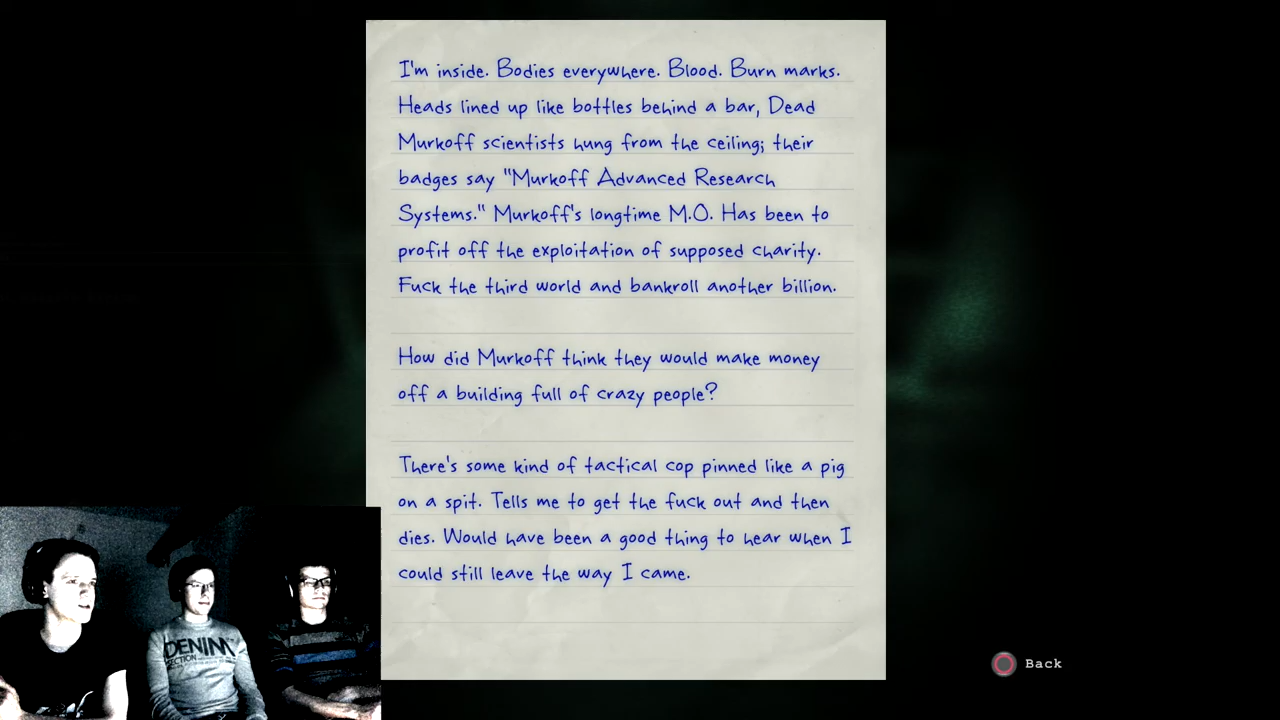 I'm inside. Bodies everywhere. Blood. Burn marks.
Heads lined up like bottles behind a bar, Dead
Murkoff scientists hung from the ceiling; their
badges say "Murkoff Advanced Research
Systems." Murkoff's longtime M.O. Has been to
profit off the exploitation of supposed charity.
Fuck the third world and bankroll another billion.
How did Murkoff think they would make money
off a building full of crazy people?
There's some kind of tactical cop pinned like a pig
on a spit. Tells me to get the fuck out and then
dies. Would have been a good thing to hear when I
could still leave the way I came.
Back
DENIM
SECTION